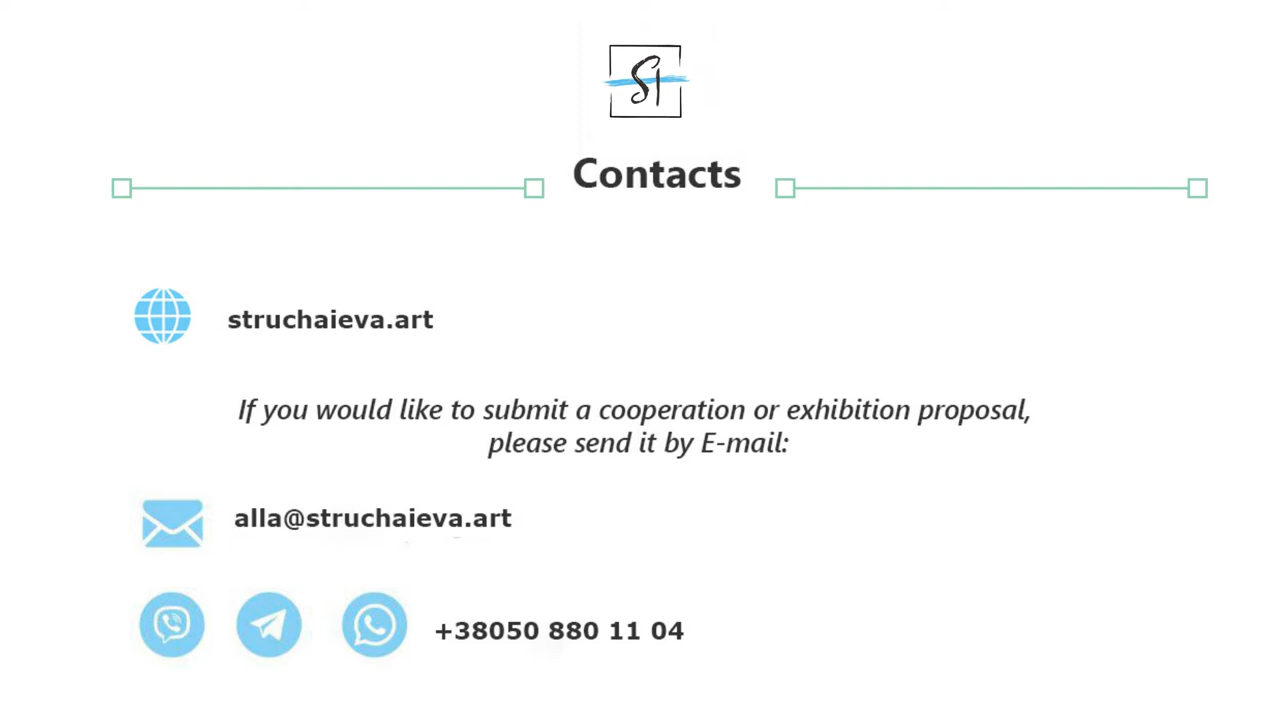 Contacts
struchaieva.art
If you would like to submit a cooperation or exhibition proposal,
please send it by E-mail:
alla@struchaieva.art
+38050 880 11 04